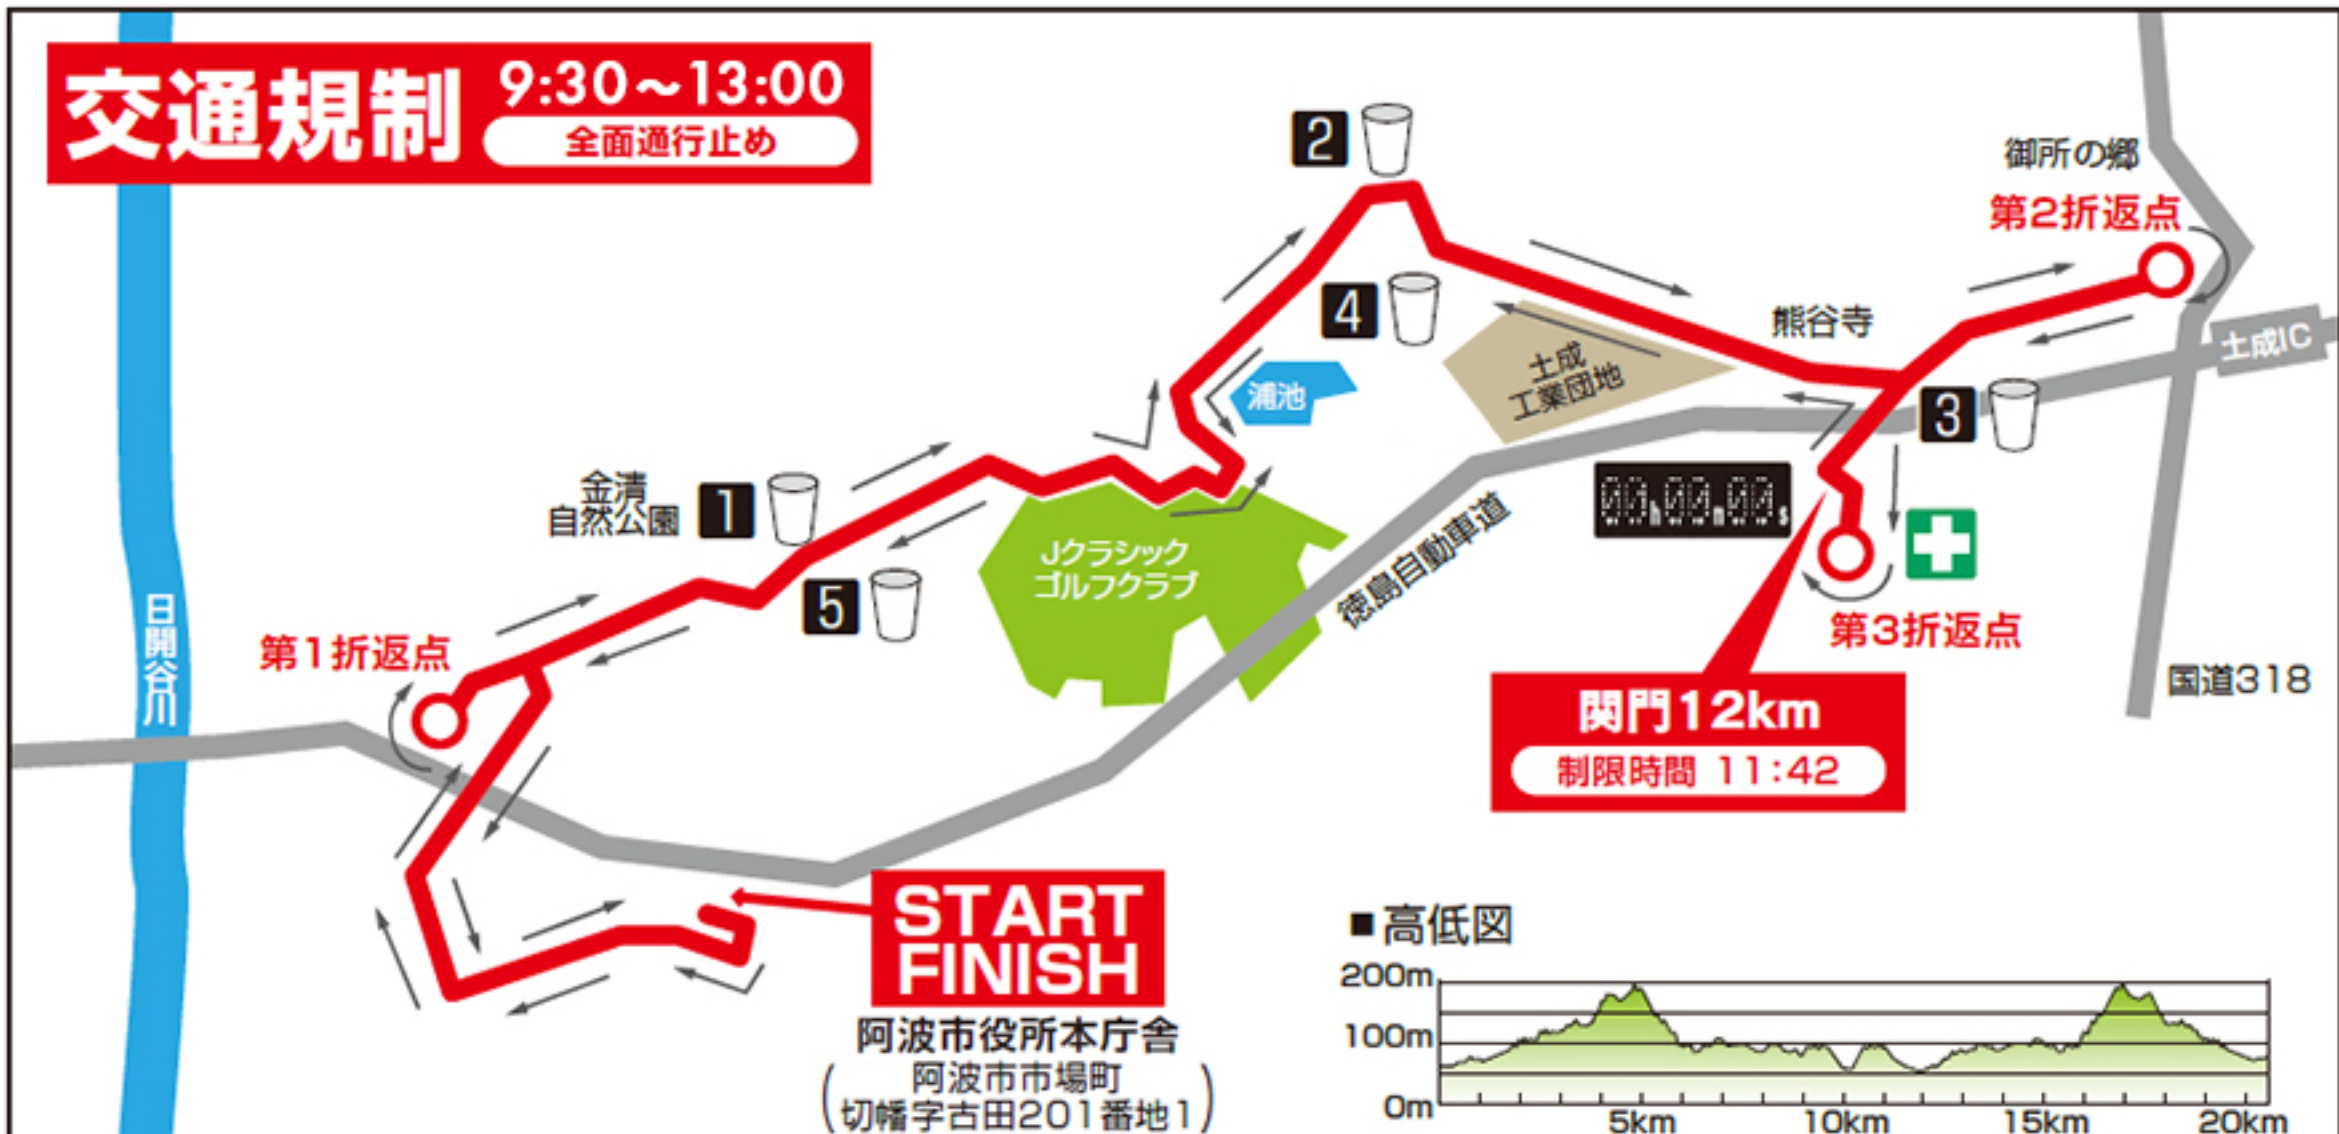 交通規制
9:30～13:00
全面通行止め
2
御所の郷
第2折返点
4
熊谷寺
土成IC
土成
工業団地
浦池
3
金清
自然公園
1
00h00m00s
Jクラシック
ゴルフクラブ
徳島自動車道
5
日開谷川
第1折返点
第3折返点
国道318
関門12km
制限時間 11:42
START
FINISH
阿波市役所本庁舎
(阿波市市場町
切幡字古田201番地1)
■高低図
200m
100m
0m
5km
10km
15km
20km